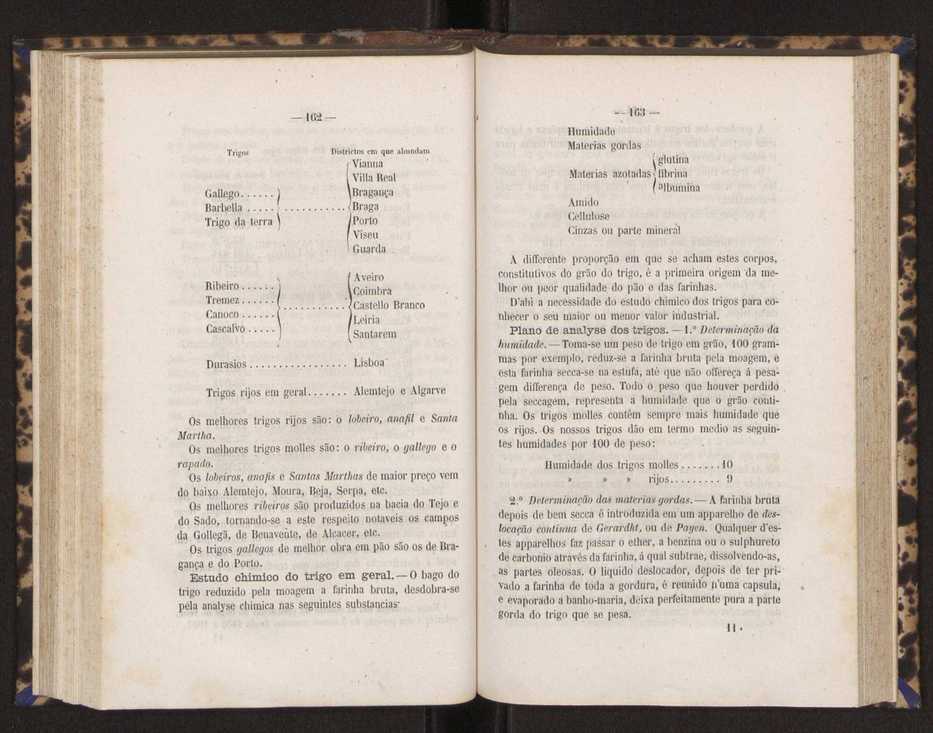 — 162 —
Trigos Districtos em que abundam
Vianna
Villa Real
Gallego...... Bragança
Barbella ..... ............... Braga
Trigo da terra Porto
Viseu
Guarda
Aveiro
Ribeiro...... Coimbra
Tremez...... ............ Castello Branco
Canoco ...... Leiria
Cascalvo ..... Santarem
Durasios ................ Lisboa
Trigos rijos em geral....... Alemtejo e Algarve
Os melhores trigos rijos são: o lobeiro, anafil e Santa
Martha.
Os melhores trigos molles são: o ribeiro, o gallego e o
rapado.
Os lobeiros, anafis e Santas Marthas de maior preço vem
do baixo Alemtejo, Moura, Beja, Serpa, etc.
Os melhores ribeiros são produzidos na bacia do Tejo e
do Sado, tornando-se a este respeito notaveis os campos
da Gollegã, de Benavente, de Alcacer, etc.
Os trigos gallegos de melhor obra em pão são os de Bra-
gança e do Porto.
Estudo chimico do trigo em geral. — O bago do
trigo reduzido pela moagem a farinha bruta, desdobra-se
pela analyse chimica nas seguintes substancias
— 163 —
Humidade
Materias gordas
glutina
Materias azotadas fibrina
albumina
Amido
Cellulose
Cinzas ou parte mineral
A differente proporção em que se acham estes corpos,
constitutivos do grão do trigo, é a primeira origem da me-
lhor ou peor qualidade do pão e das farinhas.
D'ahi a necessidade do estudo chimico dos trigos para co-
nhecer o seu maior ou menor valor industrial.
Plano de analyse dos trigos. — 1.º Determinação da
humidade. — Toma-se um peso de trigo em grão, 100 gram-
mas por exemplo, reduz-se a farinha bruta pela moagem, e
esta farinha secca-se na estufa, até que não offereça á pesa-
gem differença de peso. Todo o peso que houver perdido
pela seccagem, representa a humidade que o grão conti-
nha. Os trigos molles contêm sempre mais humidade que
os rijos. Os nossos trigos dão em termo medio as seguin-
tes humidades por 100 de peso:
Humidade dos trigos molles ....... 10
» » » rijos......... 9
2.º Determinação das materias gordas. — A farinha bruta
depois de bem secca é introduzida em um apparelho de des-
locação continua de Gerardht, ou de Payen. Qualquer d'es-
tes apparelhos faz passar o ether, a benzina ou o sulphureto
de carbonio através da farinha, á qual subtrae, dissolvendo-as,
as partes oleosas. O liquido deslocador, depois de ter pri-
vado a farinha de toda a gordura, é reunido n'uma capsula,
e evaporado a banho-maria, deixa perfeitamente pura a parte
gorda do trigo que se pesa.
11 .